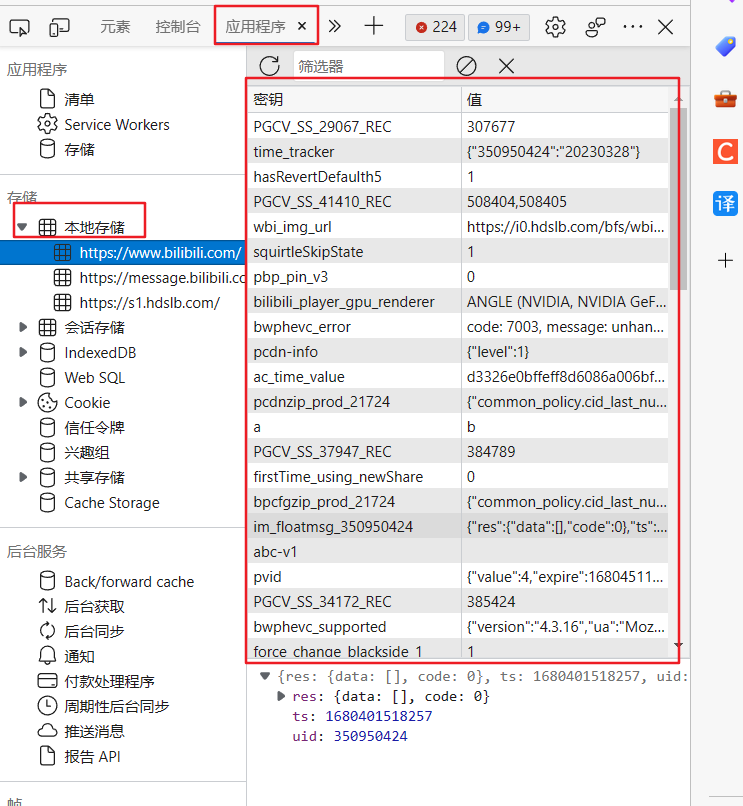 元素 控制台 应用程序 224 99+
应用程序
清单
Service Workers
存储
存储
本地存储
https://www.bilibili.com/
https://message.bilibili.co
https://s1.hdslb.com/
会话存储
IndexedDB
Web SQL
Cookie
信任令牌
兴趣组
共享存储
Cache Storage
后台服务
Back/forward cache
后台获取
后台同步
通知
付款处理程序
周期性后台同步
推送消息
报告 API
帧
筛选器
密钥 值
PGCV_SS_29067_REC 307677
time_tracker {"350950424":"20230328"}
hasRevertDefaulth5 1
PGCV_SS_41410_REC 508404,508405
wbi_img_url https://i0.hdslb.com/bfs/wbi...
squirtleSkipState 1
pbp_pin_v3 0
bilibili_player_gpu_renderer ANGLE (NVIDIA, NVIDIA GeF...
bwphevc_error code: 7003, message: unhan...
pcdn-info {"level":1}
ac_time_value d3326e0bffeff8d6086a006bf...
pcdnzip_prod_21724 {"common_policy.cid_last_nu...
a b
PGCV_SS_37947_REC 384789
firstTime_using_newShare 0
bpcfgzip_prod_21724 {"common_policy.cid_last_nu...
im_floatmsg_350950424 {"res":{"data":[],"code":0},"ts":...
abc-v1
pvid {"value":4,"expire":16804511...
PGCV_SS_34172_REC 385424
bwphevc_supported {"version":"4.3.16","ua":"Moz...
force_change_blackside_1 1
{res: {data: [], code: 0}, ts: 1680401518257, uid:
res: {data: [], code: 0}
ts: 1680401518257
uid: 350950424
C
译